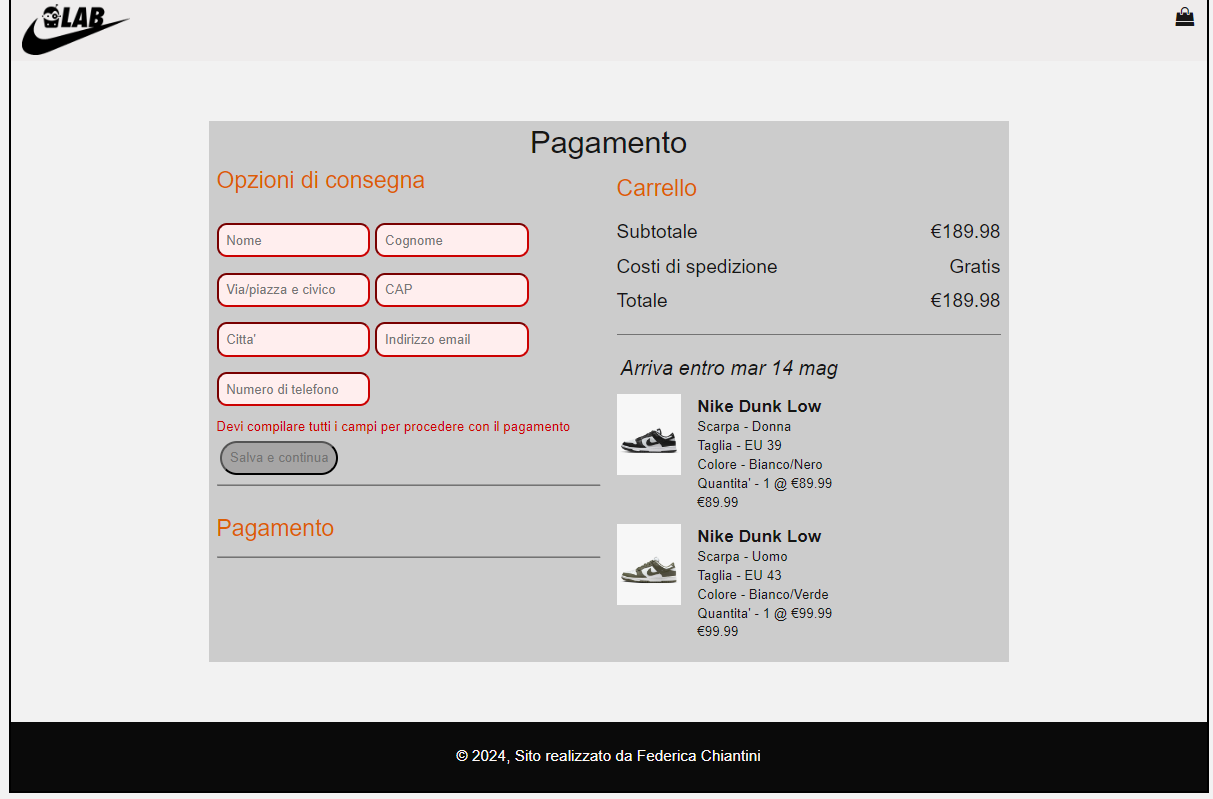 LAB
Pagamento
Opzioni di consegna
Nome
Cognome
Via/piazza e civico
CAP
Citta'
Indirizzo email
Numero di telefono
Devi compilare tutti i campi per procedere con il pagamento
Salva e continua
Pagamento
Carrello
Subtotale €189.98
Costi di spedizione Gratis
Totale €189.98
Arriva entro mar 14 mag
Nike Dunk Low
Scarpa - Donna
Taglia - EU 39
Colore - Bianco/Nero
Quantita' - 1 @ €89.99
€89.99
Nike Dunk Low
Scarpa - Uomo
Taglia - EU 43
Colore - Bianco/Verde
Quantita' - 1 @ €99.99
€99.99
© 2024, Sito realizzato da Federica Chiantini